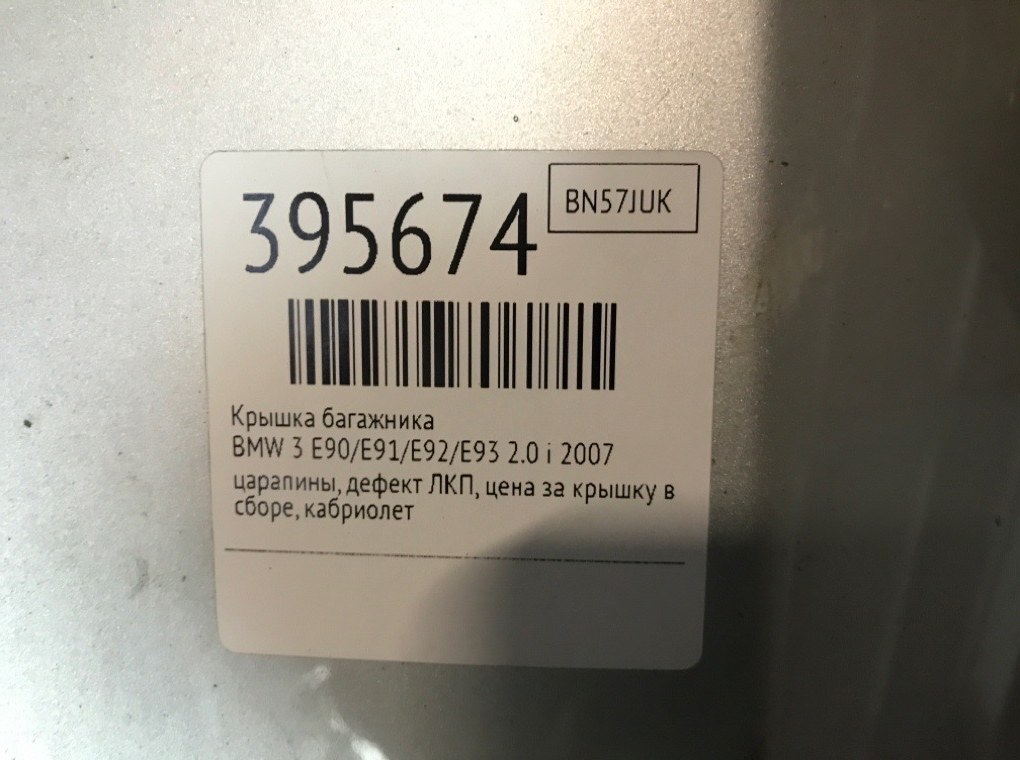 395674
BN57JUK
Крышка багажника
BMW 3 E90/E91/E92/E93 2.0 i 2007
царапины, дефект ЛКП, цена за крышку в
сборе, кабриолет